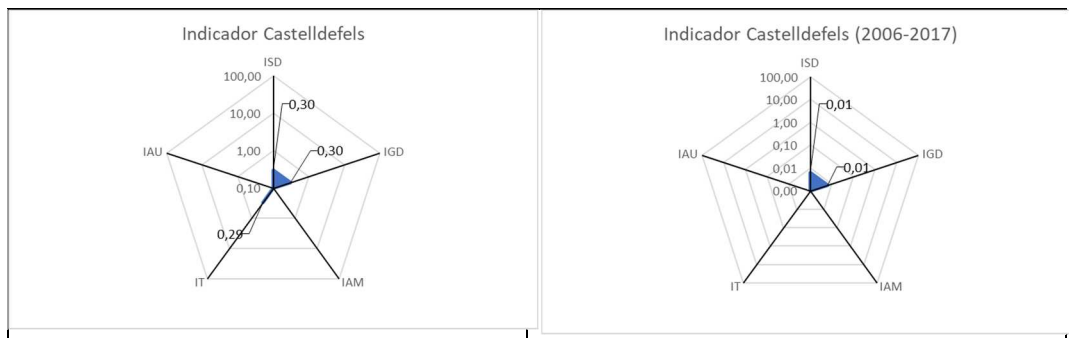 Indicador Castelldefels
ISD
100,00
10,00
1,00
0,10
0,30
0,30
0,29
IAU
IGD
IT
IAM
Indicador Castelldefels (2006-2017)
ISD
100,00
10,00
1,00
0,10
0,01
0,00
0,01
0,01
IAU
IGD
IT
IAM